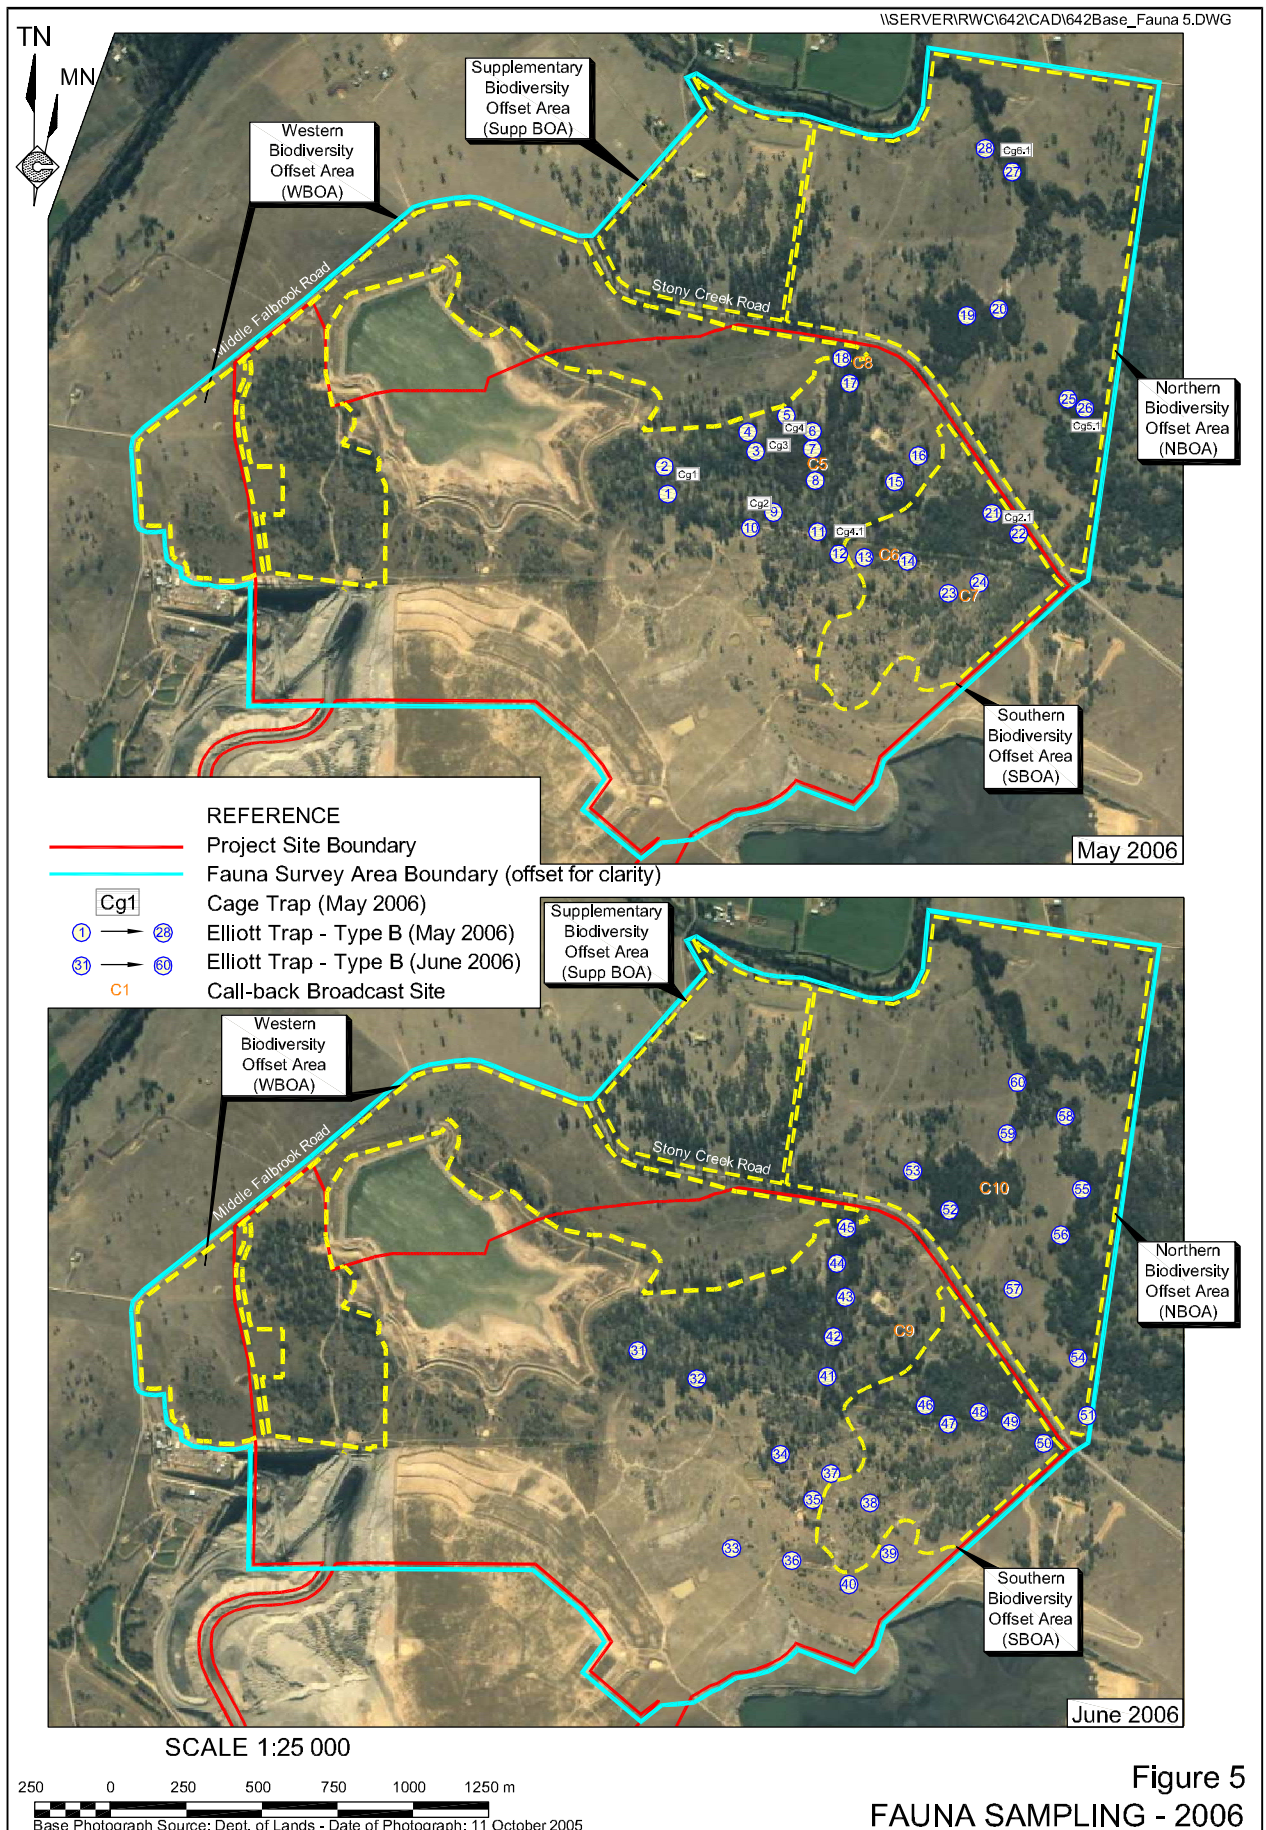 \\SERVER\RWC\642\CAD\642Base_Fauna 5.DWG
TN
MN
Supplementary
Biodiversity
Offset Area
(Supp BOA)
Western
Biodiversity
Offset Area
(WBOA)
Middle Falbrook Road
Stony Creek Road
28
Cg6.1
27
19
20
18
C8
17
25
26
Cg5.1
Northern
Biodiversity
Offset Area
(NBOA)
5
Cg4
6
4
3
Cg3
7
C5
8
2
Cg1
1
16
15
Cg2
9
10
11
Cg4.1
12
13
C6
14
21
Cg2.1
22
23
C7
24
Southern
Biodiversity
Offset Area
(SBOA)
May 2006
REFERENCE
Project Site Boundary
Fauna Survey Area Boundary (offset for clarity)
Cg1 Cage Trap (May 2006)
1 28 Elliott Trap - Type B (May 2006)
31 60 Elliott Trap - Type B (June 2006)
C1 Call-back Broadcast Site
Supplementary
Biodiversity
Offset Area
(Supp BOA)
Western
Biodiversity
Offset Area
(WBOA)
Middle Falbrook Road
Stony Creek Road
60
58
59
53
C10
55
52
45
56
44
57
43
Northern
Biodiversity
Offset Area
(NBOA)
C9
42
31
54
32
41
46
48
51
47
49
50
34
37
35
38
33
36
39
40
Southern
Biodiversity
Offset Area
(SBOA)
June 2006
SCALE 1:25 000
250 0 250 500 750 1000 1250 m
Base Photograph Source: Dept. of Lands - Date of Photograph: 11 October 2005
Figure 5
FAUNA SAMPLING - 2006